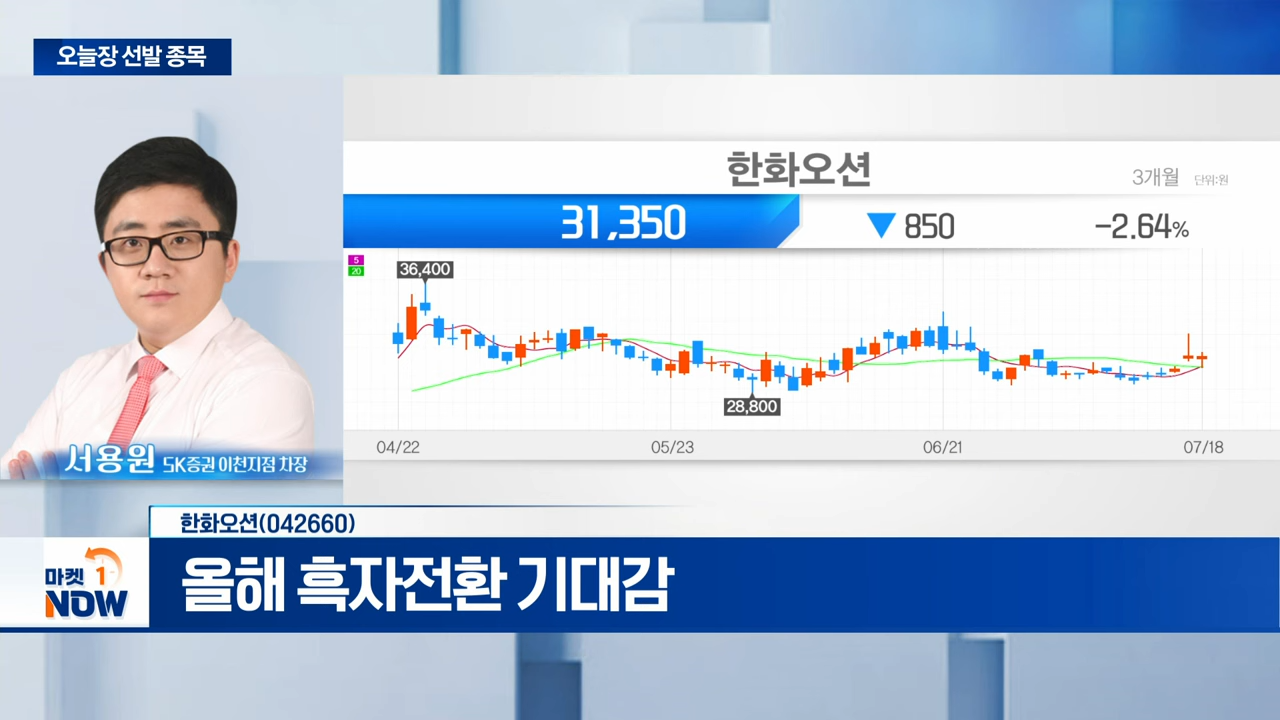 오늘장 선발 종목
한화오션
3개월 단위:원
31,350 ▼ 850 -2.64%
5
20
36,400
28,800
04/22 05/23 06/21 07/18
서용원 SK증권 이천지점 차장
한화오션(042660)
마켓 1
NOW
올해 흑자전환 기대감